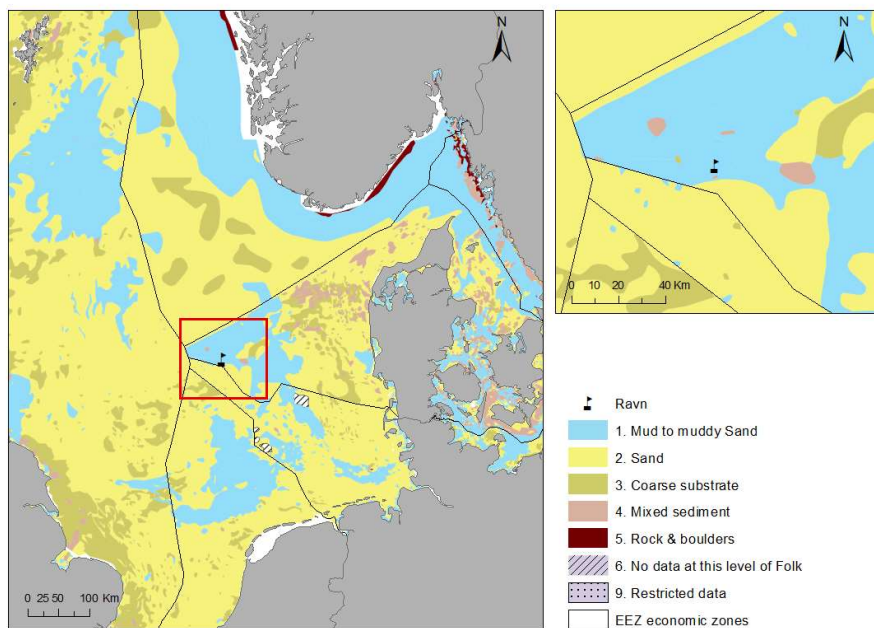 N
0 25 50 100 Km
N
0 10 20 40 Km
Ravn
1. Mud to muddy Sand
2. Sand
3. Coarse substrate
4. Mixed sediment
5. Rock & boulders
6. No data at this level of Folk
9. Restricted data
EEZ economic zones